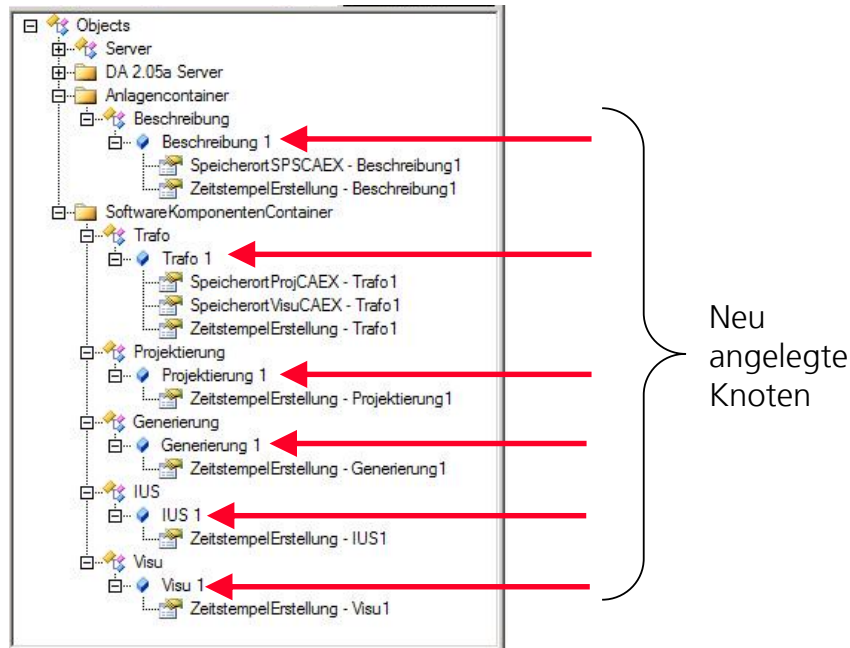 Objects
Server
DA 2.05a Server
Anlagencontainer
Beschreibung
Beschreibung 1
SpeicherortSPSCAEX - Beschreibung1
ZeitstempelErstellung - Beschreibung1
SoftwareKomponentenContainer
Trafo
Trafo 1
SpeicherortProjCAEX - Trafo1
SpeicherortVisuCAEX - Trafo1
ZeitstempelErstellung - Trafo1
Projektierung
Projektierung 1
ZeitstempelErstellung - Projektierung1
Generierung
Generierung 1
ZeitstempelErstellung - Generierung1
IUS
IUS 1
ZeitstempelErstellung - IUS1
Visu
Visu 1
ZeitstempelErstellung - Visu1
Neu
angelegte
Knoten